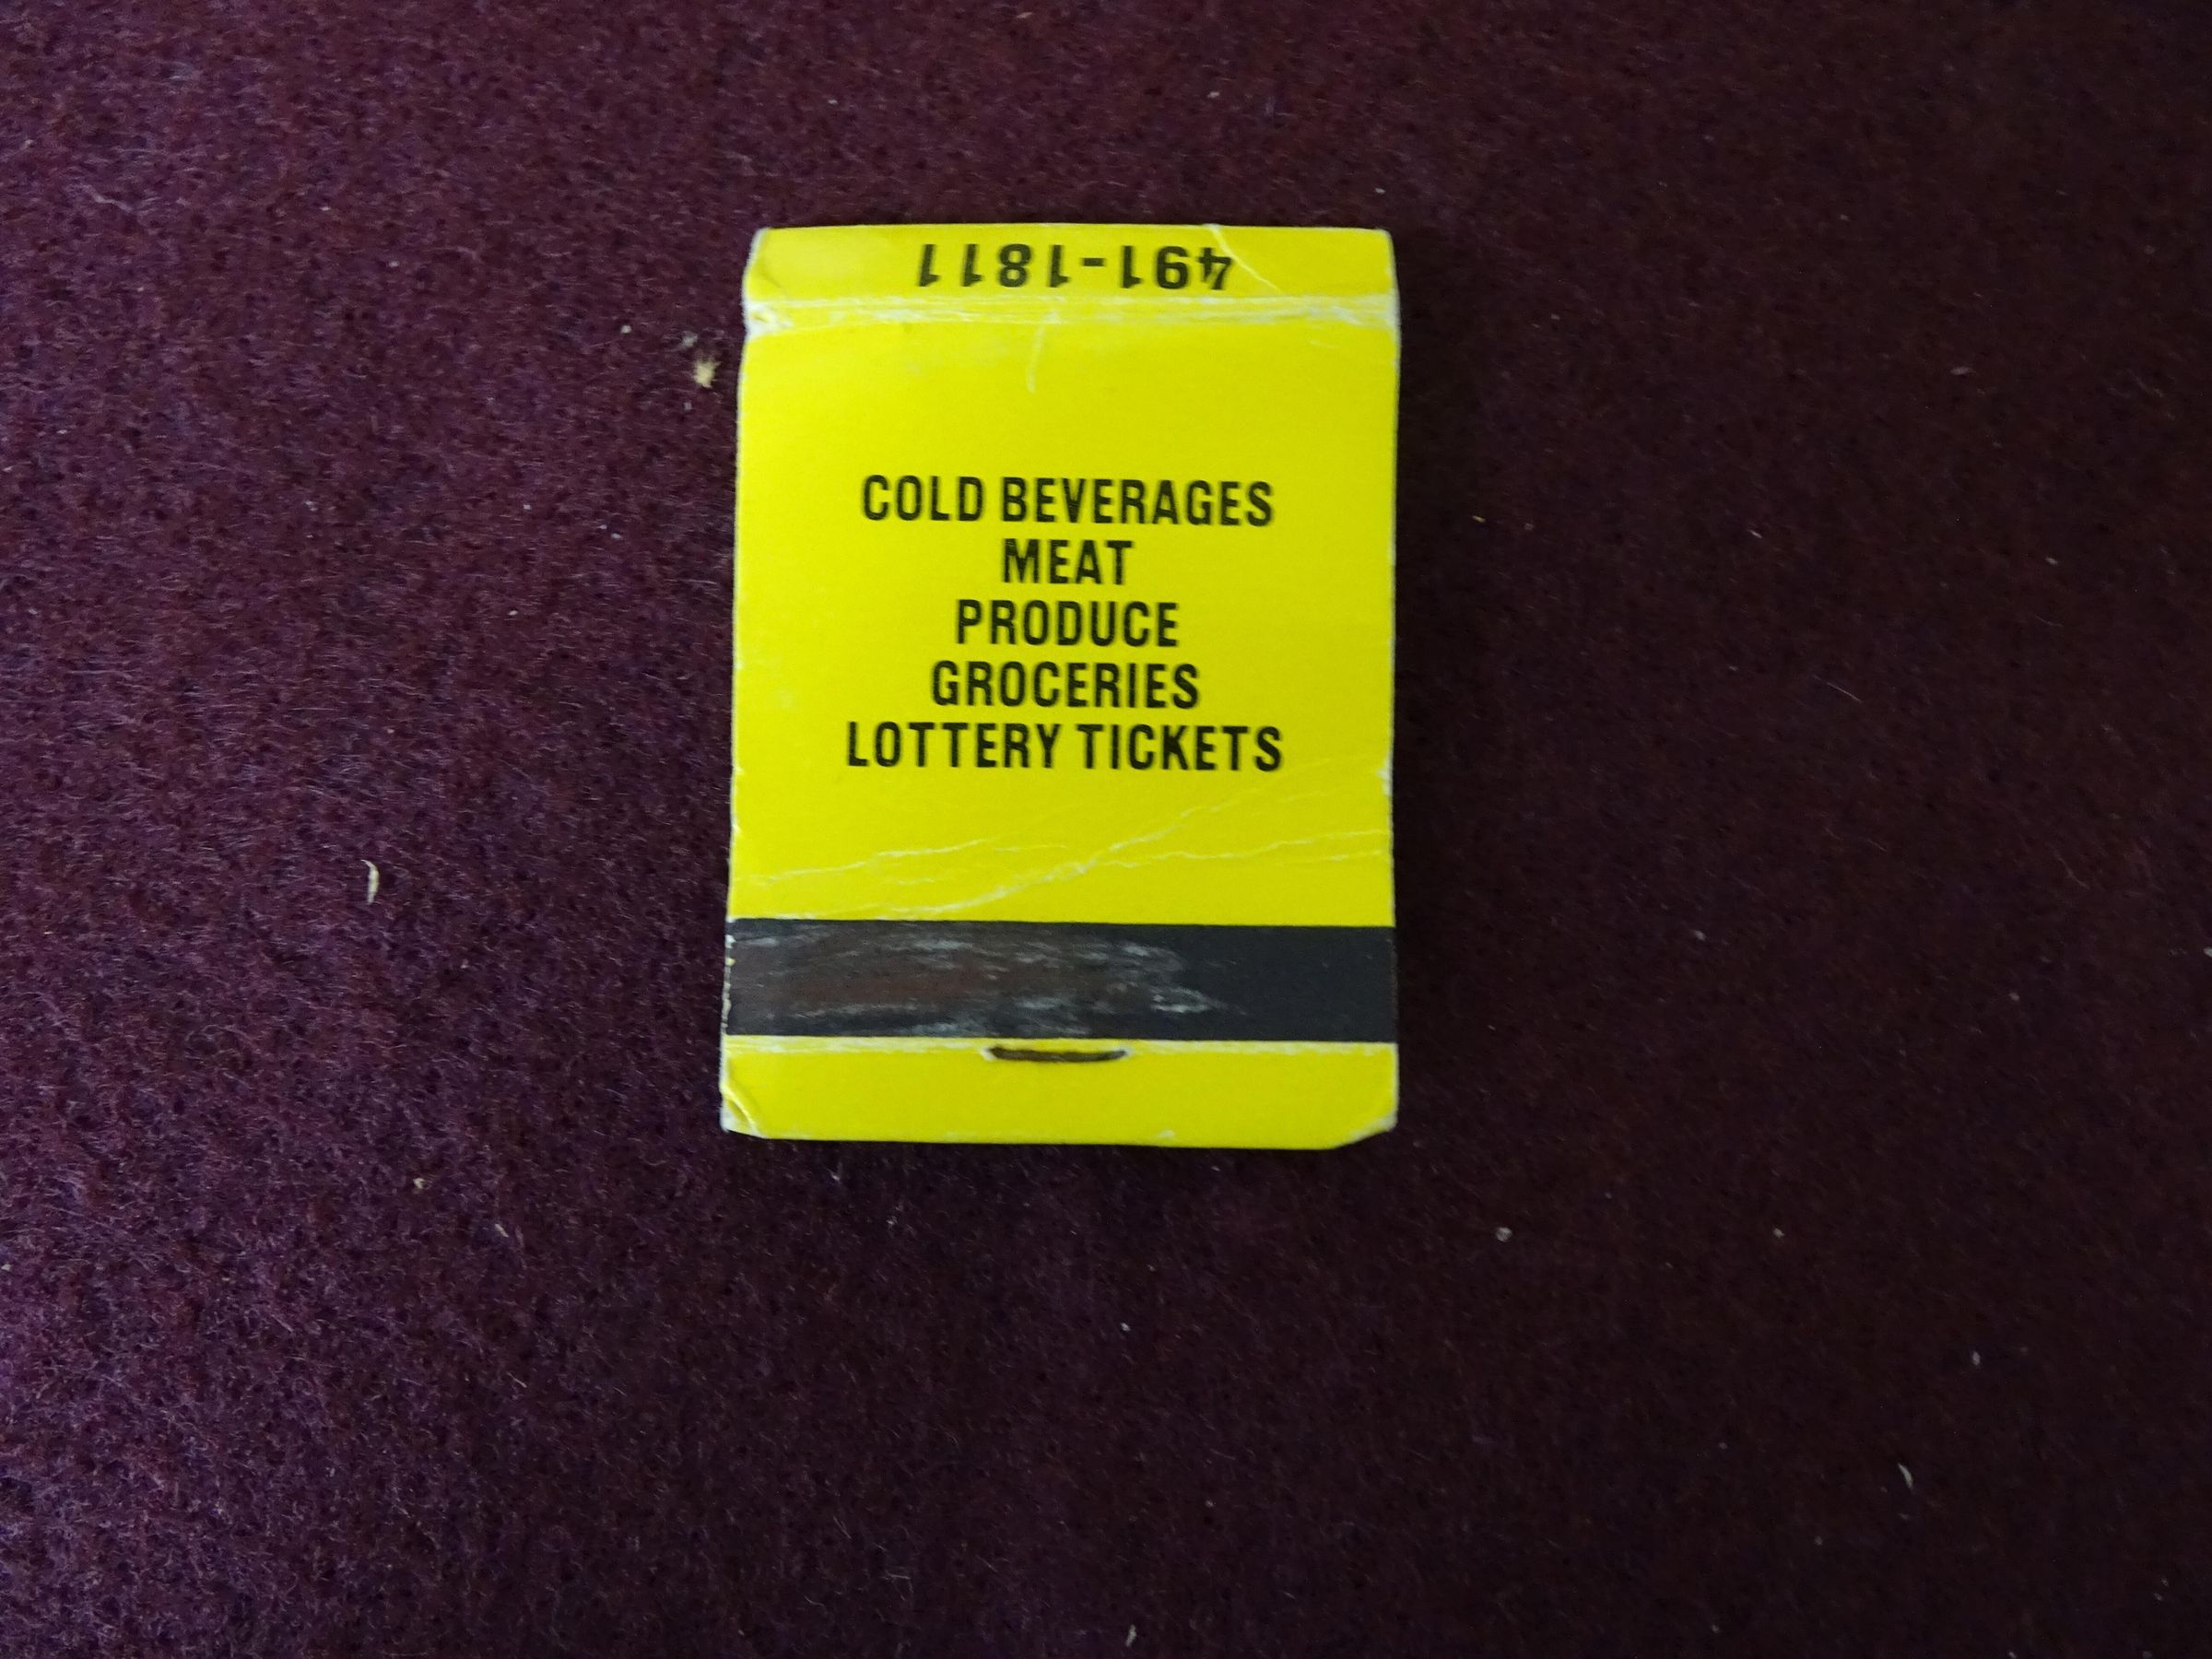 491-1811
COLD BEVERAGES
MEAT
PRODUCE
GROCERIES
LOTTERY TICKETS